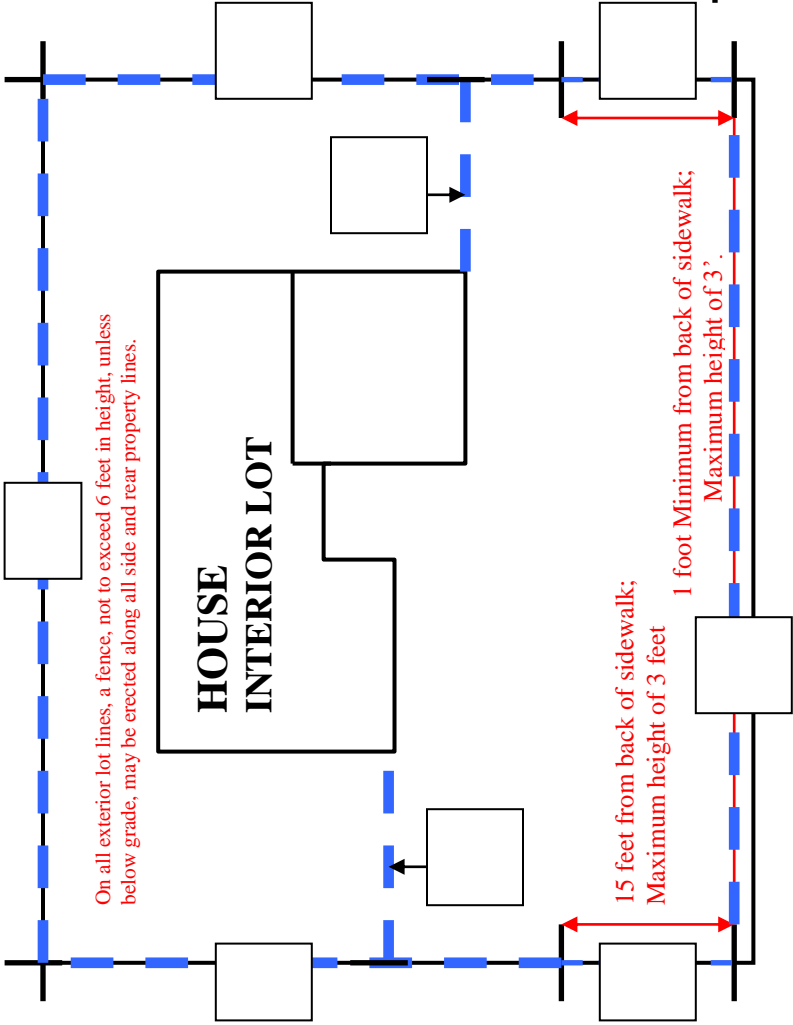 On all exterior lot lines, a fence, not to exceed 6 feet in height, unless
below grade, may be erected along all side and rear property lines.
HOUSE
INTERIOR LOT
15 feet from back of sidewalk;
Maximum height of 3 feet
1 foot Minimum from back of sidewalk;
Maximum height of 3’.